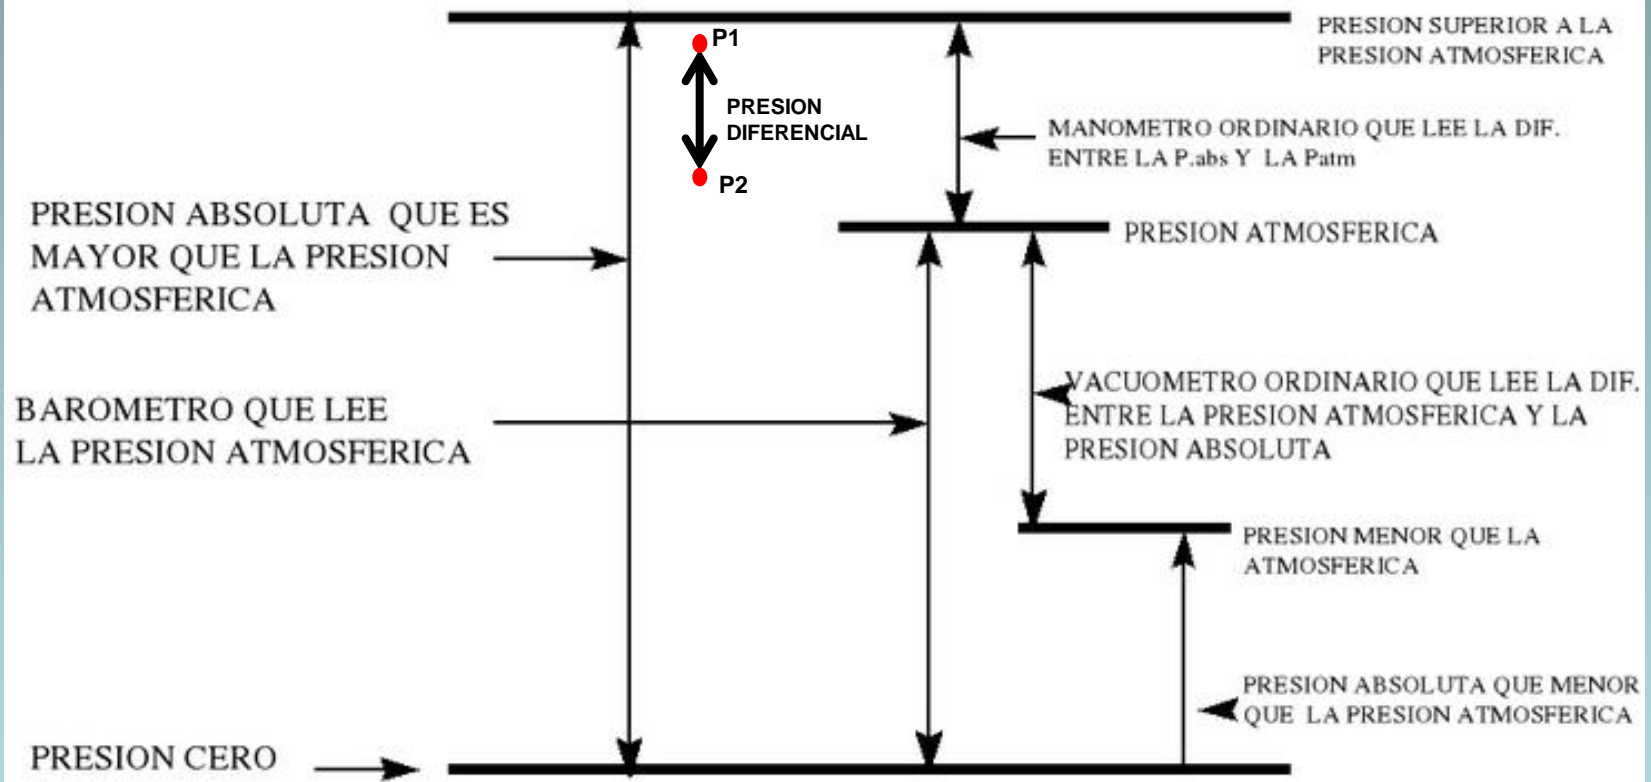 PRESION SUPERIOR A LA
PRESION ATMOSFERICA
P1
PRESION
DIFERENCIAL
P2
MANOMETRO ORDINARIO QUE LEE LA DIF.
ENTRE LA P.abs Y LA Patm
PRESION ABSOLUTA QUE ES
MAYOR QUE LA PRESION
ATMOSFERICA
PRESION ATMOSFERICA
BAROMETRO QUE LEE
LA PRESION ATMOSFERICA
VACUOMETRO ORDINARIO QUE LEE LA DIF.
ENTRE LA PRESION ATMOSFERICA Y LA
PRESION ABSOLUTA
PRESION MENOR QUE LA
ATMOSFERICA
PRESION ABSOLUTA QUE MENOR
QUE LA PRESION ATMOSFERICA
PRESION CERO